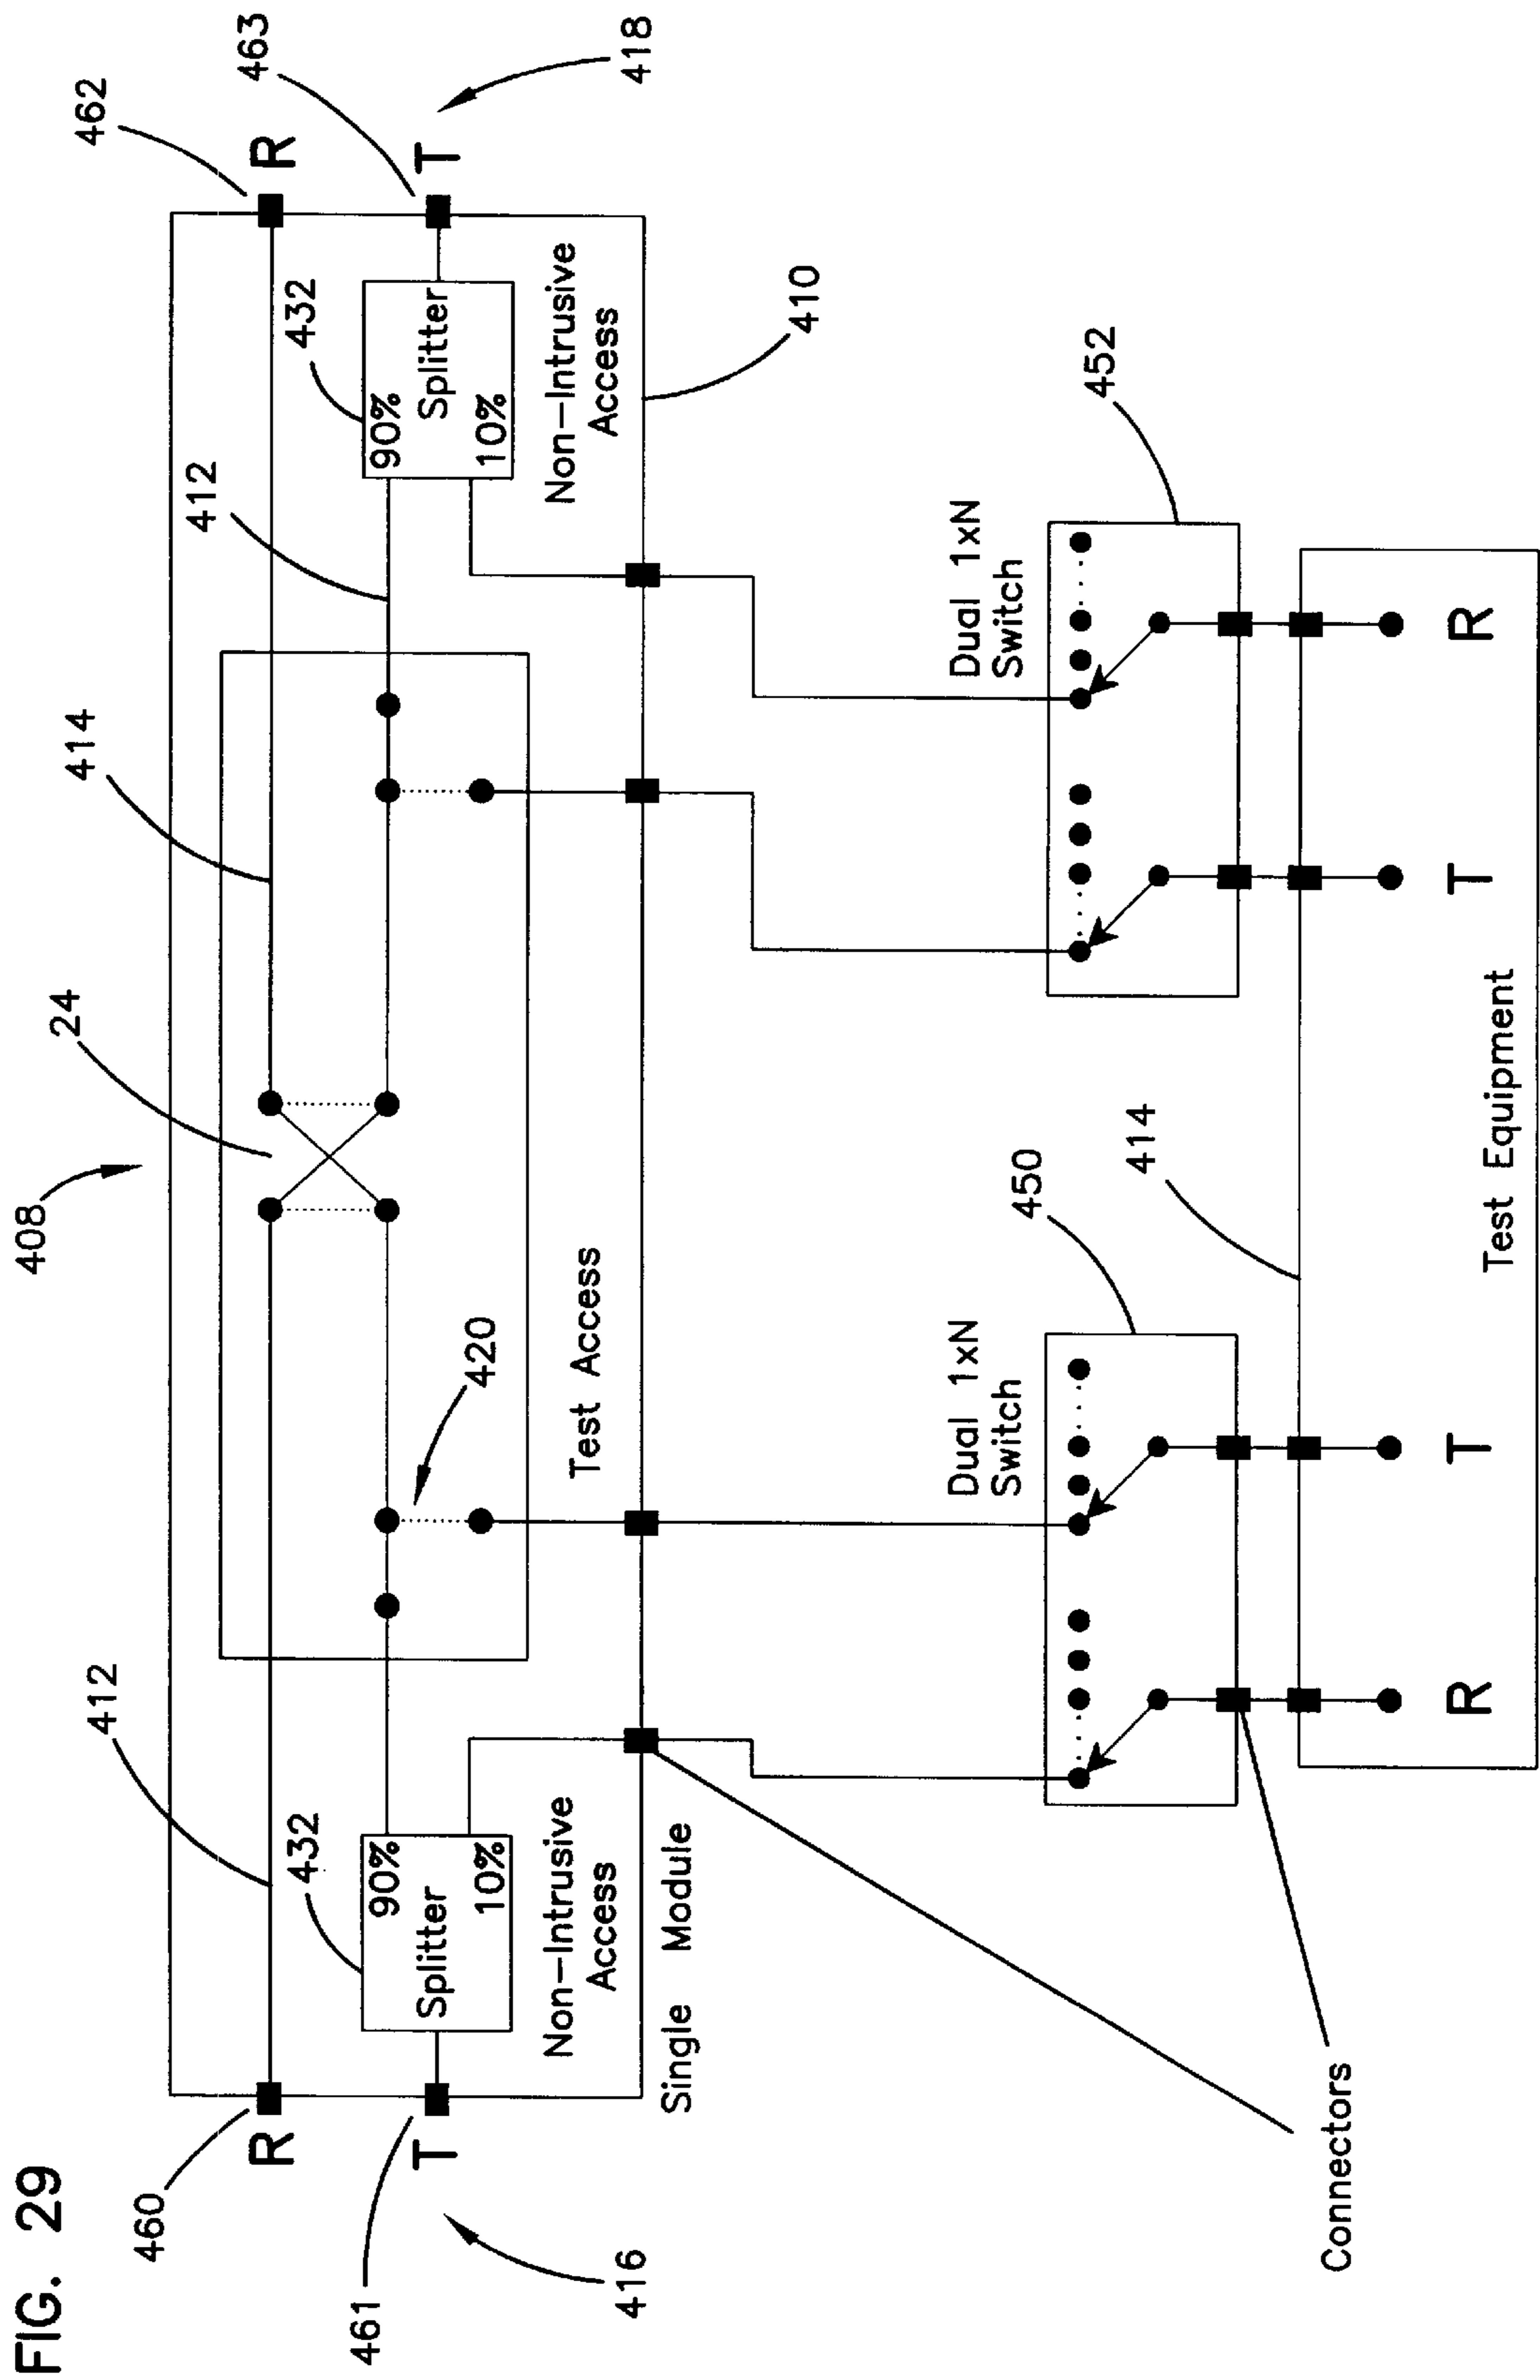 FIG. 29
408
24
414
412
462
463
R
T
418
460
461
R
T
416
412
432
Splitter
90%
10%
Non-Intrusive
Access
420
Test Access
432
Splitter
90%
10%
Non-Intrusive
Access
410
Single Module
450
Dual 1xN
Switch
452
Dual 1xN
Switch
414
Connectors
R
T
T
R
Test Equipment